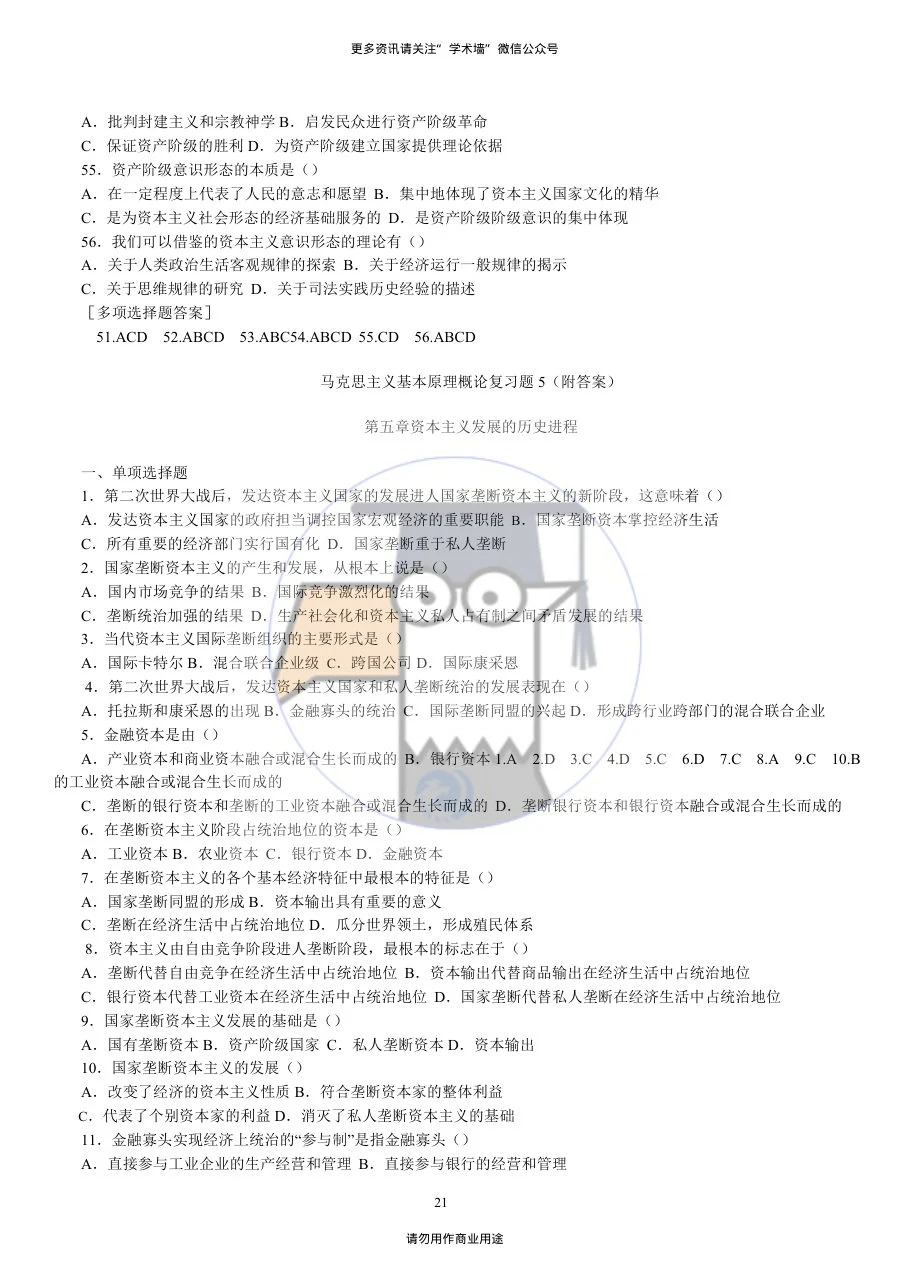 更多资讯请关注“学术墙”微信公众号
A．批判封建主义和宗教神学 B．启发民众进行资产阶级革命
C．保证资产阶级的胜利 D．为资产阶级建立国家提供理论依据
55．资产阶级意识形态的本质是（）
A．在一定程度上代表了人民的意志和愿望 B．集中地体现了资本主义国家文化的精华
C．是为资本主义社会形态的经济基础服务的 D．是资产阶级阶级意识的集中体现
56．我们可以借鉴的资本主义意识形态的理论有（）
A．关于人类政治生活客观规律的探索 B．关于经济运行一般规律的揭示
C．关于思维规律的研究 D．关于司法实践历史经验的描述
［多项选择题答案］
51.ACD 52.ABCD 53.ABC54.ABCD 55.CD 56.ABCD
马克思主义基本原理概论复习题 5（附答案）
第五章资本主义发展的历史进程
一、单项选择题
1．第二次世界大战后，发达资本主义国家的发展进人国家垄断资本主义的新阶段，这意味着（）
A．发达资本主义国家的政府担当调控国家宏观经济的重要职能 B．国家垄断资本掌控经济生活
C．所有重要的经济部门实行国有化 D．国家垄断重于私人垄断
2．国家垄断资本主义的产生和发展，从根本上说是（）
A．国内市场竞争的结果 B．国际竞争激烈化的结果
C．垄断统治加强的结果 D．生产社会化和资本主义私人占有制之间矛盾发展的结果
3．当代资本主义国际垄断组织的主要形式是（）
A．国际卡特尔 B．混合联合企业级 C．跨国公司 D．国际康采恩
4．第二次世界大战后，发达资本主义国家和私人垄断统治的发展表现在（）
A．托拉斯和康采恩的出现 B．金融寡头的统治 C．国际垄断同盟的兴起 D．形成跨行业跨部门的混合联合企业
5．金融资本是由（）
A．产业资本和商业资本融合或混合生长而成的 B．银行资本 1.A 2.D 3.C 4.D 5.C 6.D 7.C 8.A 9.C 10.B
的工业资本融合或混合生长而成的
C．垄断的银行资本和垄断的工业资本融合或混合生长而成的 D．垄断银行资本和银行资本融合或混合生长而成的
6．在垄断资本主义阶段占统治地位的资本是（）
A．工业资本 B．农业资本 C．银行资本 D．金融资本
7．在垄断资本主义的各个基本经济特征中最根本的特征是（）
A．国家垄断同盟的形成 B．资本输出具有重要的意义
C．垄断在经济生活中占统治地位 D．瓜分世界领土，形成殖民体系
8．资本主义由自由竞争阶段进人垄断阶段，最根本的标志在于（）
A．垄断代替自由竞争在经济生活中占统治地位 B．资本输出代替商品输出在经济生活中占统治地位
C．银行资本代替工业资本在经济生活中占统治地位 D．国家垄断代替私人垄断在经济生活中占统治地位
9．国家垄断资本主义发展的基础是（）
A．国有垄断资本 B．资产阶级国家 C．私人垄断资本 D．资本输出
10．国家垄断资本主义的发展（）
A．改变了经济的资本主义性质 B．符合垄断资本家的整体利益
C．代表了个别资本家的利益 D．消灭了私人垄断资本主义的基础
11．金融寡头实现经济上统治的“参与制”是指金融寡头（）
A．直接参与工业企业的生产经营和管理 B．直接参与银行的经营和管理
21
请勿用作商业用途